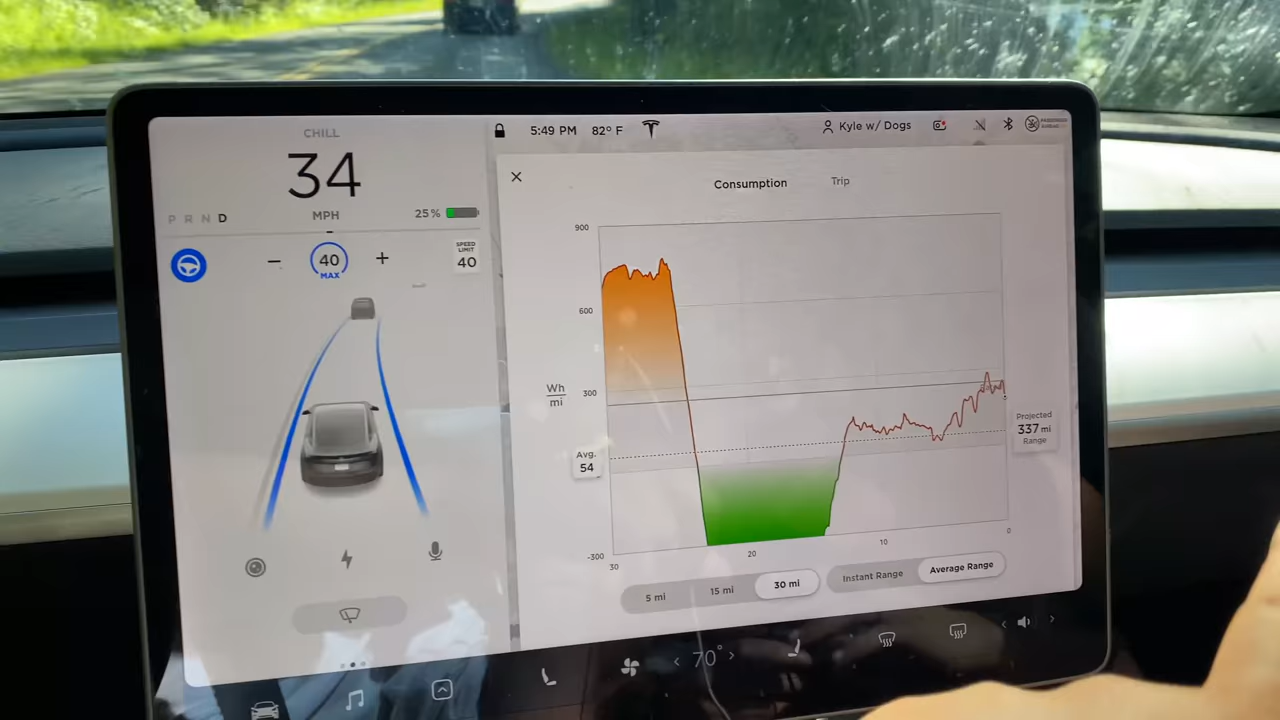 CHILL
34
MPH
P R N D
25%
40
MAX
SPEED
LIMIT
40
5:49 PM
82° F
Kyle w/ Dogs
PASSENGER
Consumption
Trip
900
600
Wh
mi
300
Avg.
54
-300
30
20
10
0
Projected
337 mi
Range
5 mi
15 mi
30 mi
Instant Range
Average Range
70°